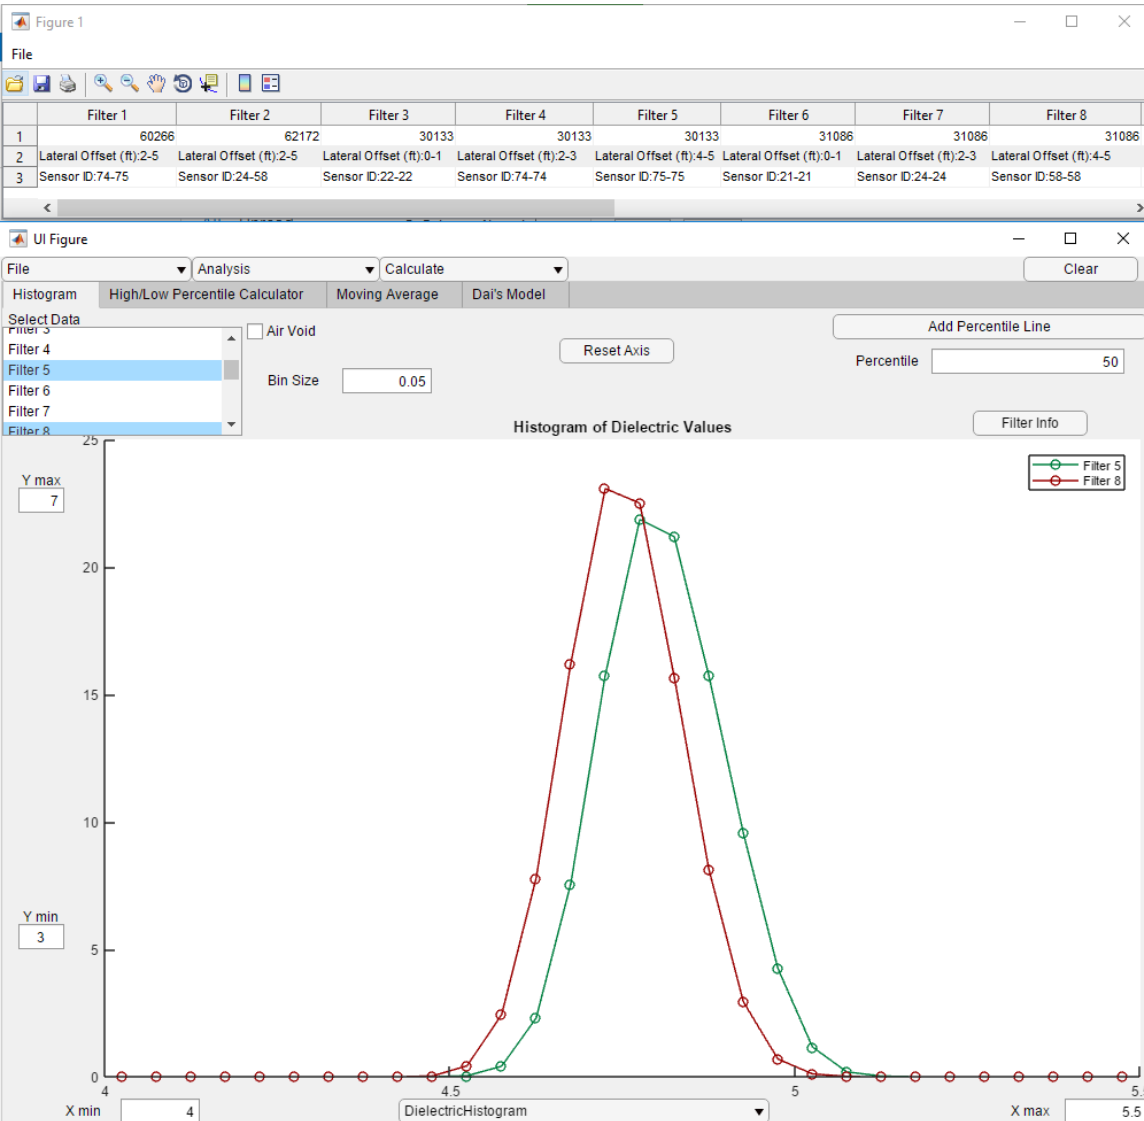 Figure 1
File
Filter 1 Filter 2 Filter 3 Filter 4 Filter 5 Filter 6 Filter 7 Filter 8
1 60266 62172 30133 30133 30133 31086 31086 31086
2 Lateral Offset (ft):2-5 Lateral Offset (ft):2-5 Lateral Offset (ft):0-1 Lateral Offset (ft):2-3 Lateral Offset (ft):4-5 Lateral Offset (ft):0-1 Lateral Offset (ft):2-3 Lateral Offset (ft):4-5
3 Sensor ID:74-75 Sensor ID:24-58 Sensor ID:22-22 Sensor ID:74-74 Sensor ID:75-75 Sensor ID:21-21 Sensor ID:24-24 Sensor ID:58-58
UI Figure
File Analysis Calculate Clear
Histogram High/Low Percentile Calculator Moving Average Dai's Model
Select Data
Filter 3
Filter 4
Filter 5
Filter 6
Filter 7
Filter 8
Air Void
Bin Size 0.05
Reset Axis
Add Percentile Line
Percentile 50
Filter Info
Histogram of Dielectric Values
25
20
15
10
5
0
Y max
7
Y min
3
Filter 5
Filter 8
4 4.5 5 5.5
X min 4 DielectricHistogram X max 5.5